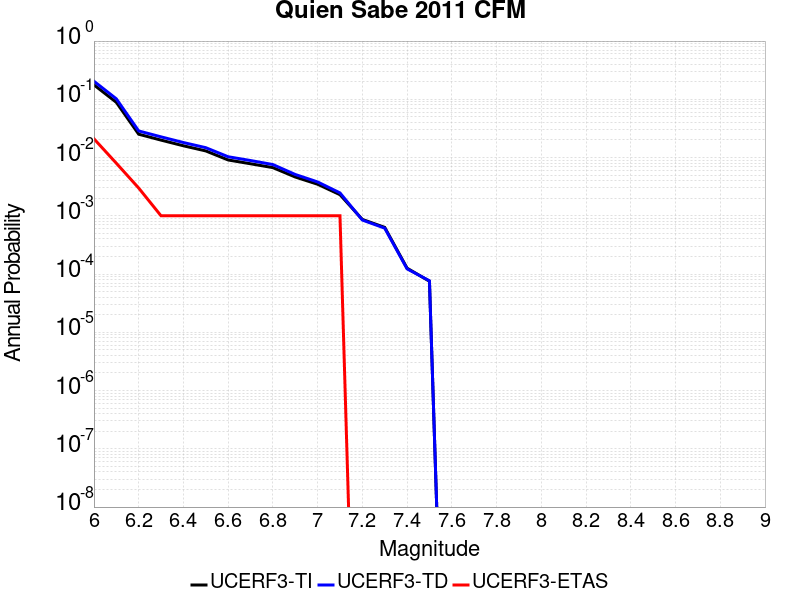 Quien Sabe 2011 CFM
10^0
10^-1
10^-2
10^-3
10^-4
10^-5
10^-6
10^-7
10^-8
Annual Probability
6 6.2 6.4 6.6 6.8 7 7.2 7.4 7.6 7.8 8 8.2 8.4 8.6 8.8 9
Magnitude
UCERF3-TI UCERF3-TD UCERF3-ETAS